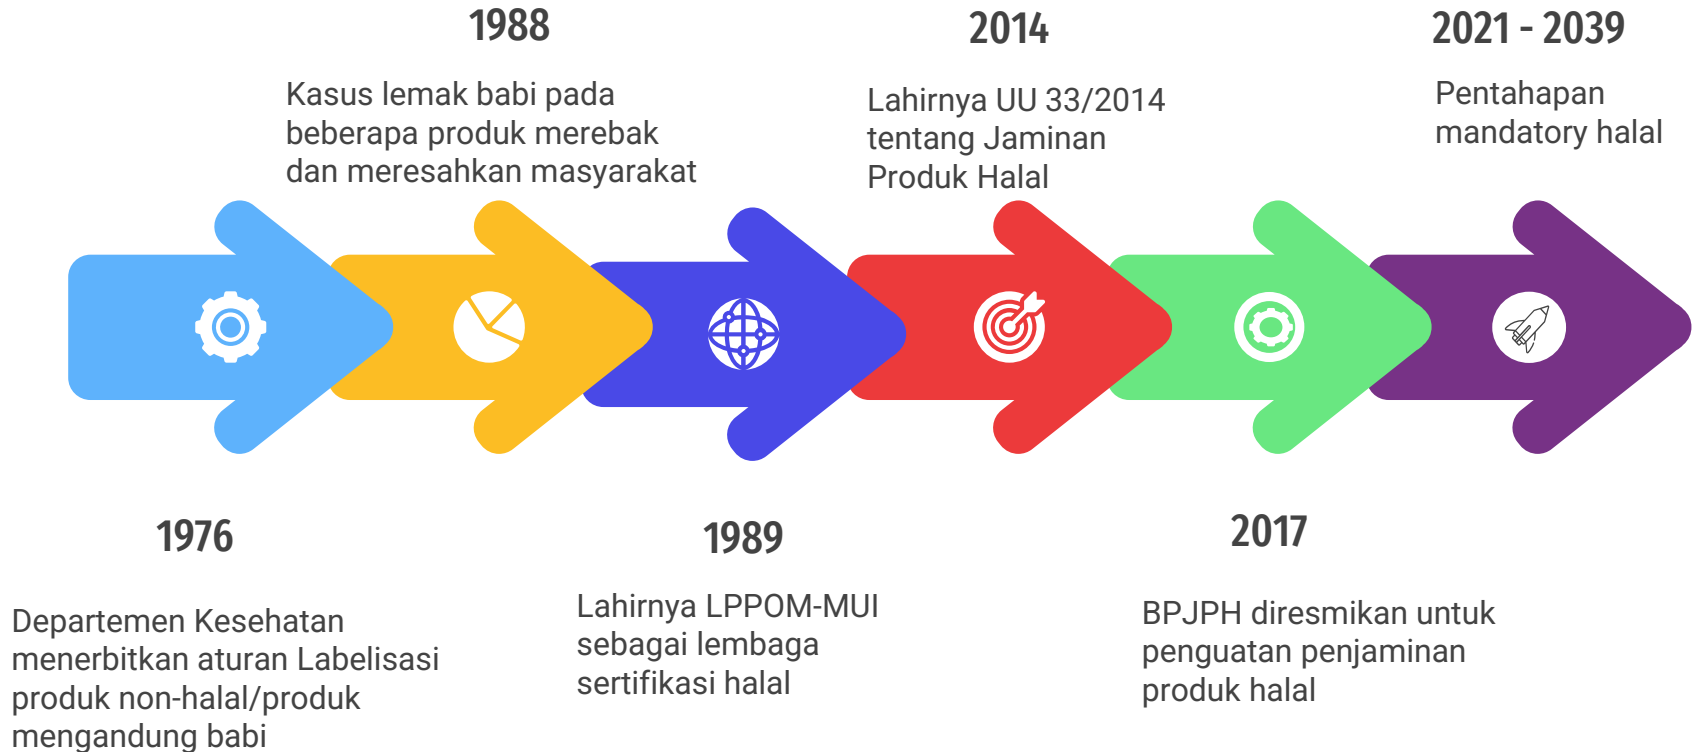 1988
Kasus lemak babi pada
beberapa produk merebak
dan meresahkan masyarakat
2014
Lahirnya UU 33/2014
tentang Jaminan
Produk Halal
2021 - 2039
Pentahapan
mandatory halal
1976
Departemen Kesehatan
menerbitkan aturan Labelisasi
produk non-halal/produk
mengandung babi
1989
Lahirnya LPPOM-MUI
sebagai lembaga
sertifikasi halal
2017
BPJPH diresmikan untuk
penguatan penjaminan
produk halal